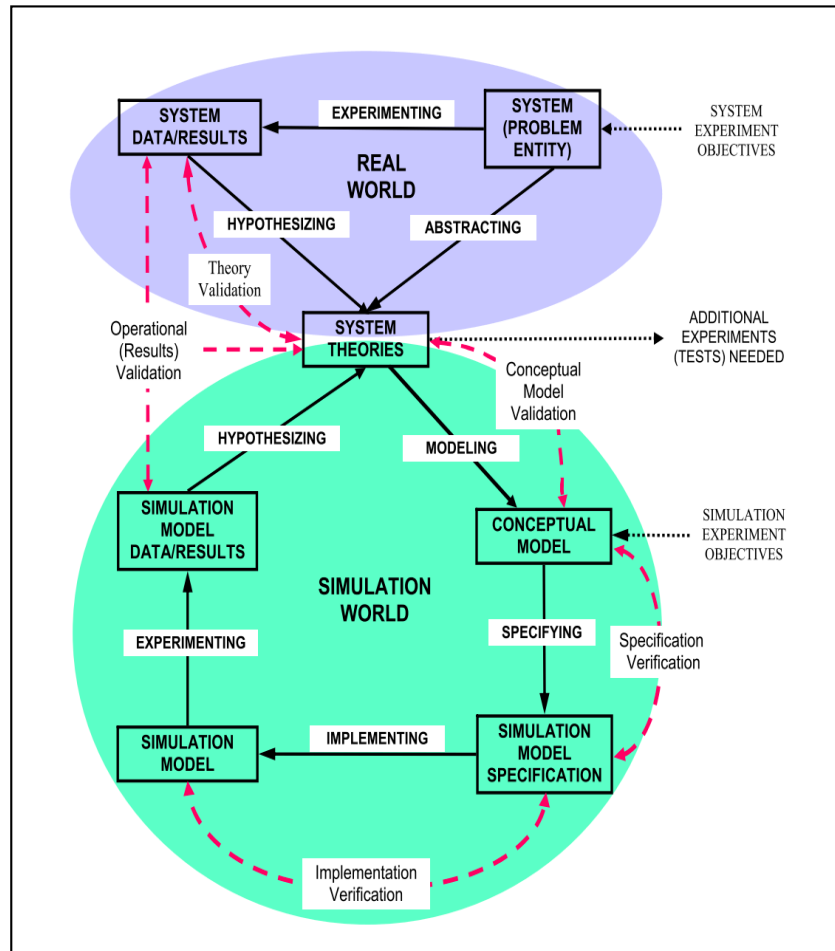 SYSTEM
DATA/RESULTS
EXPERIMENTING
SYSTEM
(PROBLEM
ENTITY)
SYSTEM
EXPERIMENT
OBJECTIVES
REAL
WORLD
HYPOTHESIZING
ABSTRACTING
Theory
Validation
Operational
(Results)
Validation
SYSTEM
THEORIES
ADDITIONAL
EXPERIMENTS
(TESTS) NEEDED
Conceptual
Model
Validation
HYPOTHESIZING
MODELING
SIMULATION
MODEL
DATA/RESULTS
CONCEPTUAL
MODEL
SIMULATION
EXPERIMENT
OBJECTIVES
SIMULATION
WORLD
EXPERIMENTING
SPECIFYING
Specification
Verification
SIMULATION
MODEL
IMPLEMENTING
SIMULATION
MODEL
SPECIFICATION
Implementation
Verification